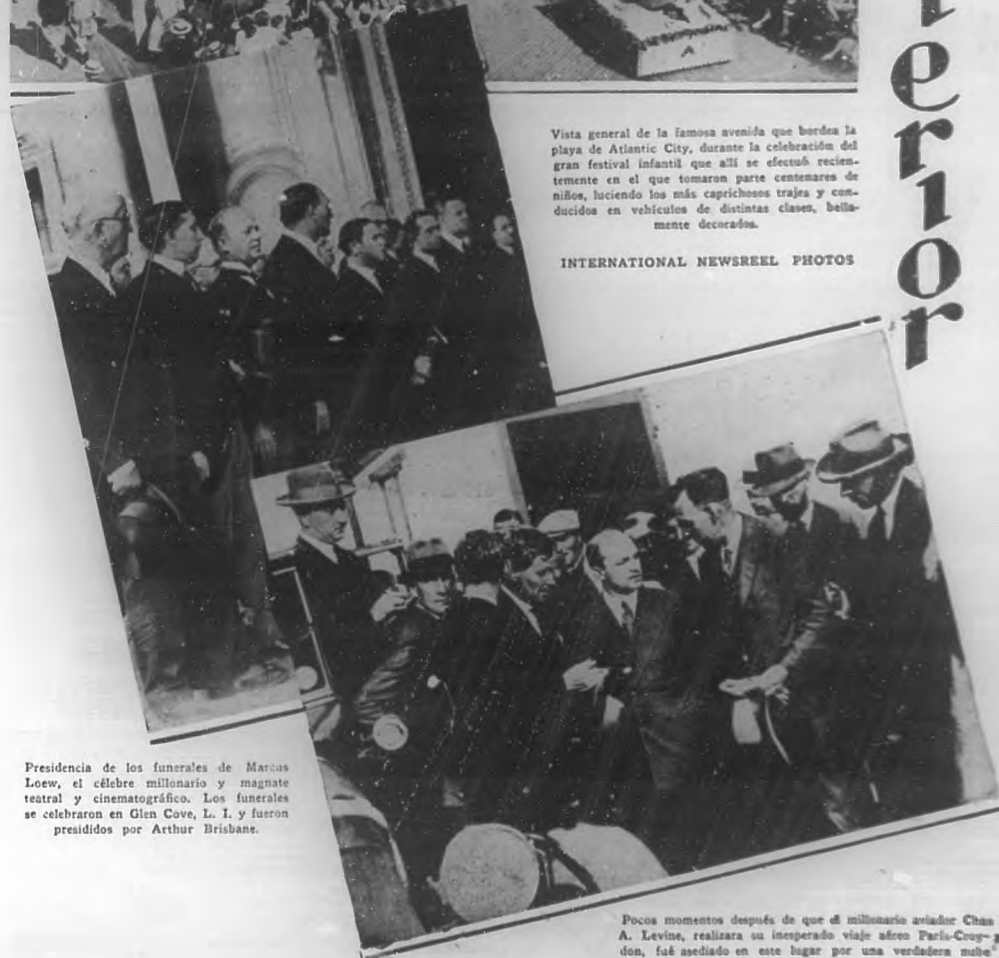 A
erior
Vista general de la famosa avenida que bordea la
playa de Atlantic City, durante la celebración del
gran festival infantil que allí se efectuó recien-
temente en el que tomaron parte centenares de
niños, luciendo los más caprichosos trajes y con-
ducidos en vehículos de distintas clases, bella-
mente decorados.
INTERNATIONAL NEWSREEL PHOTOS
Presidencia de los funerales de Marcus
Loew, el célebre millonario y magnate
teatral y cinematográfico. Los funerales
se celebraron en Glen Cove, L. I. y fueron
presididos por Arthur Brisbane.
Pocos momentos después de que el millonario aviador Chas
A. Levine, realizara su inesperado viaje aéreo París-Croy-
don, fué asediado en este lugar por una verdadera nube